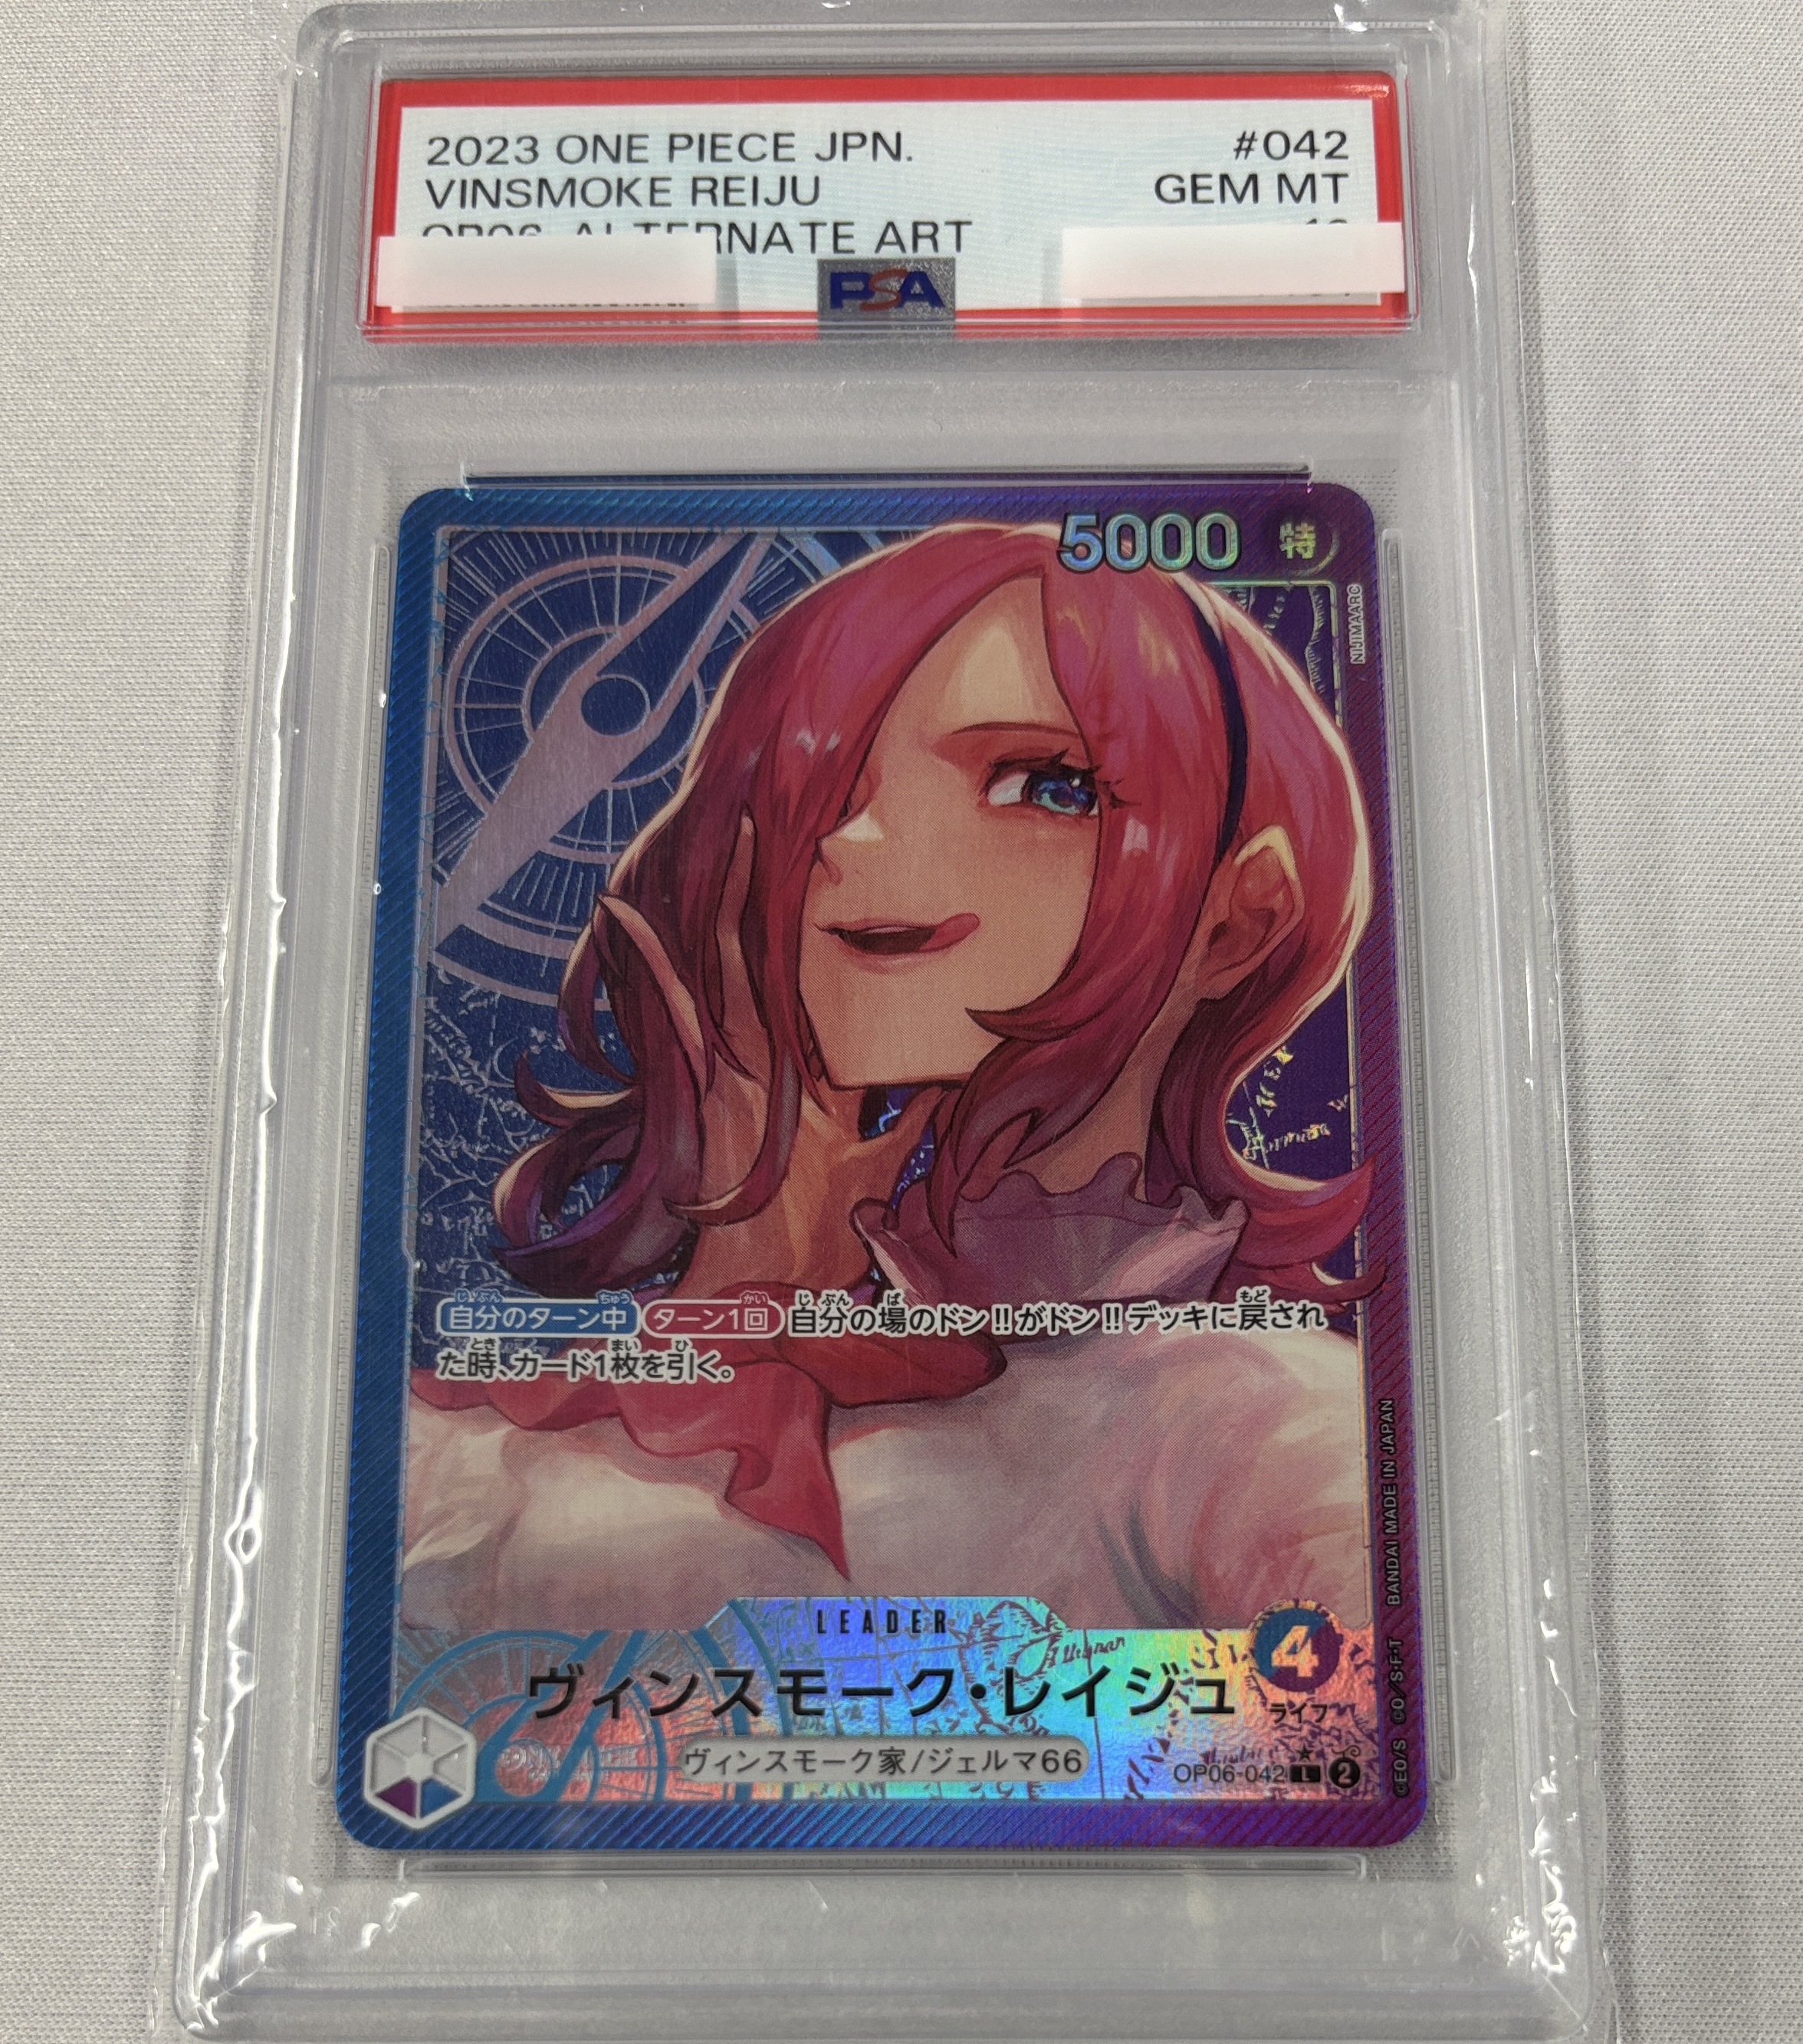 2023 ONE PIECE JPN. #042
VINSMOKE REIJU GEM MT
OP06-ALTERNATE ART 10
PSA
5000 特
NIJIMAARC
自分のターン中 ターン1回 自分の場のドン!!がドン!!デッキに戻され
た時、カード1枚を引く。
BANDAI MADE IN JAPAN
©EO/S ©O/S·F·T
LEADER
4
ヴィンスモーク・レイジュ
ライフ
ヴィンスモーク家/ジェルマ66
OP06-042 L 2